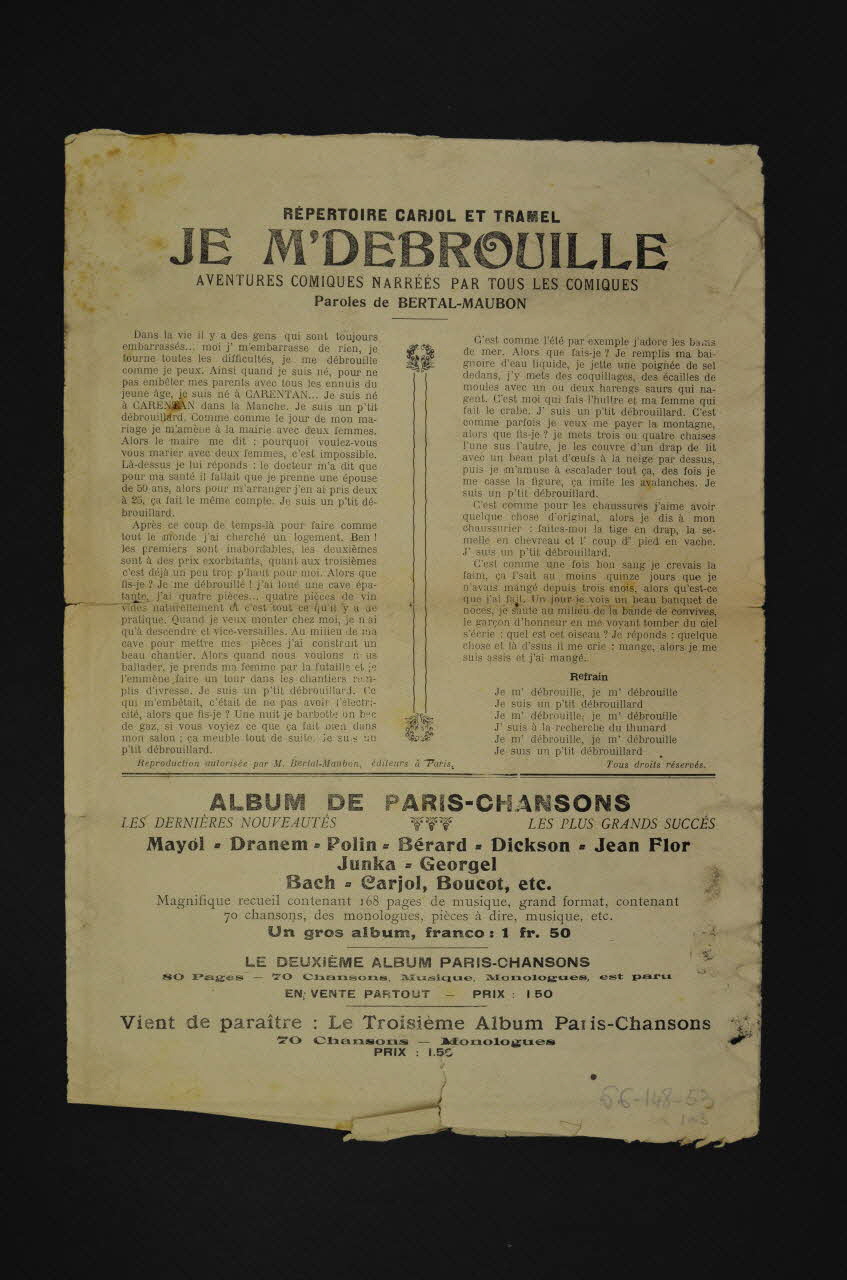 RÉPERTOIRE CARJOL ET TRAMEL
JE M'DEBROUILLE
AVENTURES COMIQUES NARRÉÉS PAR TOUS LES COMIQUES
Paroles de BERTAL-MAUBON
Dans la vie il y a des gens qui sont toujours
embarrassés... moi j' m'embarrasse de rien, je
tourne toutes les difficultés, je me débrouille
comme je peux. Ainsi quand je suis né, pour ne
pas embêter mes parents avec tous les ennuis du
jeune âge, je suis né à CARENTAN... Je suis né
à CARENTAN dans la Manche. Je suis un p'tit
débrouillard. Comme comme le jour de mon ma-
riage je m'amène à la mairie avec deux femmes.
Alors le maire me dit : pourquoi voulez-vous
vous marier avec deux femmes, c'est impossible.
Là-dessus je lui réponds : le docteur m'a dit que
pour ma santé il fallait que je prenne une épouse
de 50 ans, alors pour m'arranger j'en ai pris deux
à 25, ça fait le même compte. Je suis un p'tit dé-
brouillard.
Après ce coup de temps-là pour faire comme
tout le monde j'ai cherché un logement. Ben !
les premiers sont inabordables, les deuxièmes
sont à des prix exorbitants, quant aux troisièmes
c'est déjà un peu trop p'haut pour moi. Alors que
fis-je ? Je me débrouille ! j'ai loué une cave épa-
tante, j'ai quatre pièces... quatre pièces de vin
vides naturellement et c'est tout ce qu'il y a de
pratique. Quand je veux monter chez moi, je n'ai
qu'à descendre et vice-versailles. Au milieu de ma
cave pour mettre mes pièces j'ai construit un
beau chantier. Alors quand nous voulons nous
ballader, je prends ma femme par la futaille et je
l'emmène faire un tour dans les chantiers rem-
plis d'ivresse. Je suis un p'tit débrouillard. Ce
qui m'embêtait, c'était de ne pas avoir l'électri-
cité, alors que fis-je ? Une nuit je barbotte un bec
de gaz, si vous voyiez ce que ça fait bien dans
mon salon ; ça meuble tout de suite. Je suis un
p'tit débrouillard.
C'est comme l'été par exemple j'adore les bains
de mer. Alors que fais-je ? Je remplis ma bai-
gnoire d'eau liquide, je jette une poignée de sel
dedans, j'y mets des coquillages, des écailles de
moules avec un ou deux harengs saurs qui na-
gent. C'est moi qui fais l'huître et ma femme qui
fait le crabe. J' suis un p'tit débrouillard. C'est
comme parfois je veux me payer la montagne,
alors que fis-je ? je mets trois ou quatre chaises
l'une sus l'autre, je les couvre d'un drap de lit
avec un beau plat d'œufs à la neige par dessus,
puis je m'amuse à escalader tout ça, des fois je
me casse la figure, ça imite les avalanches. Je
suis un p'tit débrouillard.
C'est comme pour les chaussures j'aime avoir
quelque chose d'original, alors je dis à mon
chaussurier : faites-moi la tige en drap, la se-
melle en chevreau et l' coup d' pied en vache.
J' suis un p'tit débrouillard.
C'est comme une fois bon sang je crevais la
faim, ça f'sait au moins quinze jours que je
n'avais mangé depuis trois mois, alors qu'est-ce
que j'ai fait. Un jour je vois un beau banquet de
noces, je saute au milieu de la bande de convives,
le garçon d'honneur en me voyant tomber du ciel
s'écrie : quel est cet oiseau ? Je réponds : quelque
chose et là d'ssus il me crie : mange, alors je me
suis assis et j'ai mangé.
Refrain
Je m' débrouille, je m' débrouille
Je suis un p'tit débrouillard
Je m' débrouille, je m' débrouille
J' suis à la recherche du thunard
Je m' débrouille, je m' débrouille
Je suis un p'tit débrouillard
Reproduction autorisée par M. Bertal-Maubon, éditeurs à Paris.
Tous droits réservés.
ALBUM DE PARIS-CHANSONS
LES DERNIÈRES NOUVEAUTÉS LES PLUS GRANDS SUCCÉS
Mayol - Dranem - Polin - Bérard - Dickson - Jean Flor
Junka - Georgel
Bach - Carjol, Boucot, etc.
Magnifique recueil contenant 168 pages de musique, grand format, contenant
70 chansons, des monologues, pièces à dire, musique, etc.
Un gros album, franco : 1 fr. 50
LE DEUXIÈME ALBUM PARIS-CHANSONS
80 Pages — 70 Chansons, Musique, Monologues, est paru
EN VENTE PARTOUT — PRIX : 1 50
Vient de paraître : Le Troisième Album Paris-Chansons
70 Chansons — Monologues
PRIX : 1.50
66-148-53